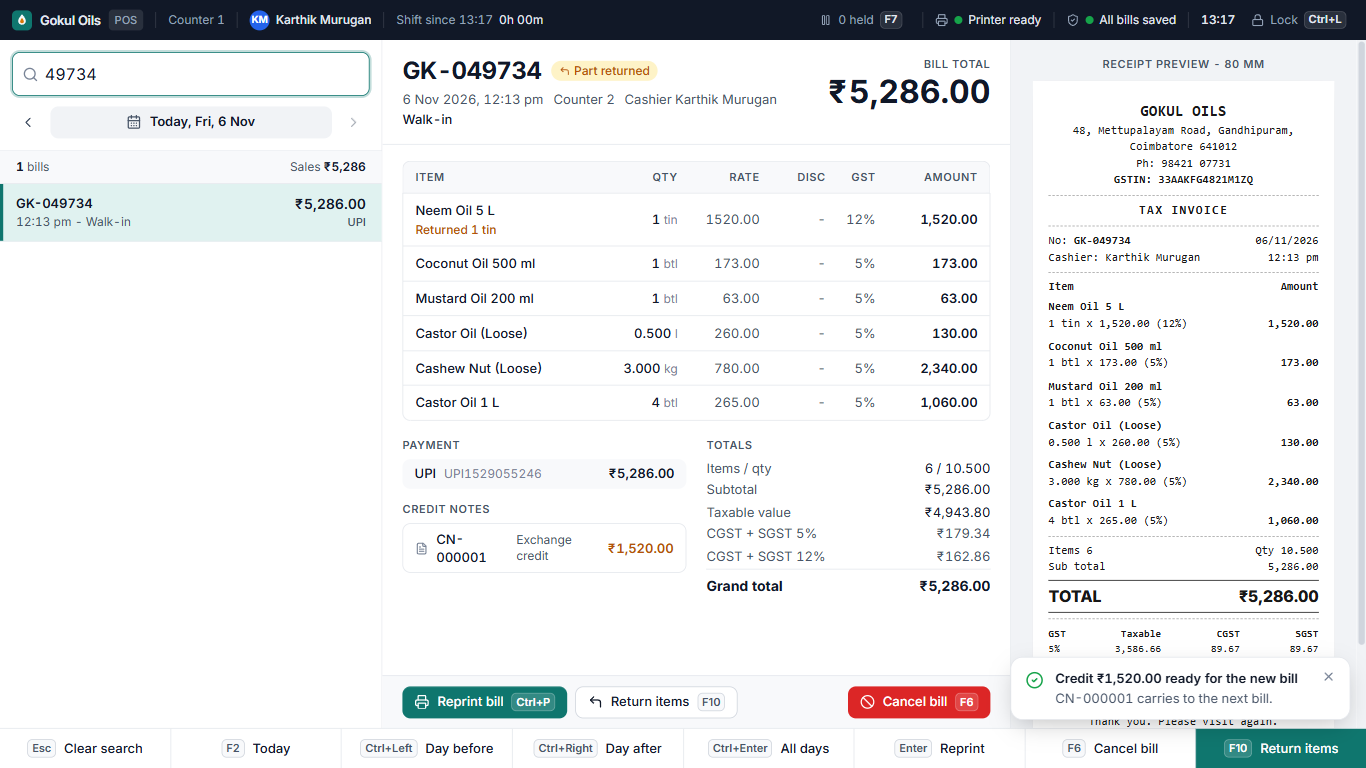 Gokul Oils POS Counter 1 KM Karthik Murugan Shift since 13:17 0h 00m 0 held F7 Printer ready All bills saved 13:17 Lock Ctrl+L
49734
Today, Fri, 6 Nov
1 bills Sales ₹5,286
GK-049734 ₹5,286.00
12:13 pm - Walk-in UPI
GK-049734 Part returned
6 Nov 2026, 12:13 pm Counter 2 Cashier Karthik Murugan
Walk-in
BILL TOTAL
₹5,286.00
ITEM QTY RATE DISC GST AMOUNT
Neem Oil 5 L 1 tin 1520.00 - 12% 1,520.00
Returned 1 tin
Coconut Oil 500 ml 1 btl 173.00 - 5% 173.00
Mustard Oil 200 ml 1 btl 63.00 - 5% 63.00
Castor Oil (Loose) 0.500 l 260.00 - 5% 130.00
Cashew Nut (Loose) 3.000 kg 780.00 - 5% 2,340.00
Castor Oil 1 L 4 btl 265.00 - 5% 1,060.00
PAYMENT
UPI UPI1529055246 ₹5,286.00
CREDIT NOTES
CN-000001 Exchange credit ₹1,520.00
TOTALS
Items / qty 6 / 10.500
Subtotal ₹5,286.00
Taxable value ₹4,943.80
CGST + SGST 5% ₹179.34
CGST + SGST 12% ₹162.86
Grand total ₹5,286.00
Reprint bill Ctrl+P Return items F10 Cancel bill F6
RECEIPT PREVIEW - 80 MM
GOKUL OILS
48, Mettupalayam Road, Gandhipuram,
Coimbatore 641012
Ph: 98421 07731
GSTIN: 33AAKFG4821M1ZQ
TAX INVOICE
No: GK-049734 06/11/2026
Cashier: Karthik Murugan 12:13 pm
Item Amount
Neem Oil 5 L
1 tin x 1,520.00 (12%) 1,520.00
Coconut Oil 500 ml
1 btl x 173.00 (5%) 173.00
Mustard Oil 200 ml
1 btl x 63.00 (5%) 63.00
Castor Oil (Loose)
0.500 l x 260.00 (5%) 130.00
Cashew Nut (Loose)
3.000 kg x 780.00 (5%) 2,340.00
Castor Oil 1 L
4 btl x 265.00 (5%) 1,060.00
Items 6 Qty 10.500
Sub total 5,286.00
TOTAL ₹5,286.00
GST Taxable CGST SGST
5% 3,586.66 89.67 89.67
Credit ₹1,520.00 ready for the new bill
CN-000001 carries to the next bill.
Thank you. Please visit again.
Esc Clear search F2 Today Ctrl+Left Day before Ctrl+Right Day after Ctrl+Enter All days Enter Reprint F6 Cancel bill F10 Return items